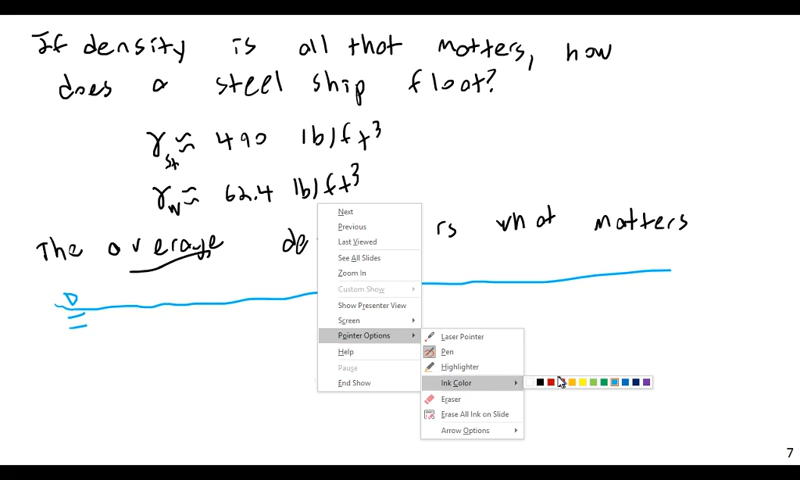 If density is all that matters, how
does a steel ship float?
γst ≈ 490 lb/ft³
γw ≈ 62.4 lb/ft³
The average de is what matters
Next
Previous
Last Viewed
See All Slides
Zoom In
Custom Show
Show Presenter View
Screen
Pointer Options
Help
Pause
End Show
Laser Pointer
Pen
Highlighter
Ink Color
Eraser
Erase All Ink on Slide
Arrow Options
7